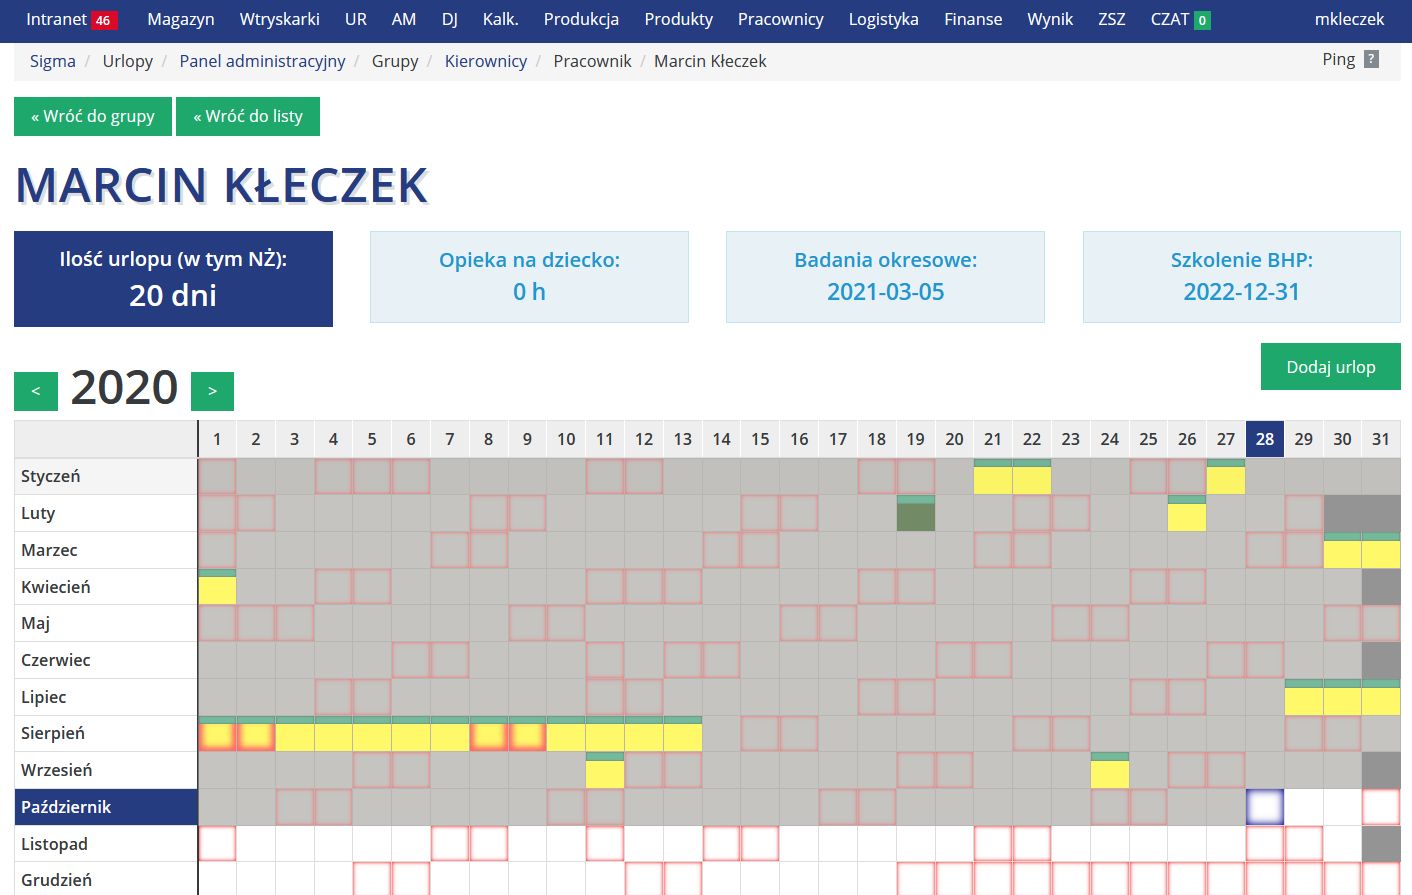 Intranet 46 Magazyn Wtryskarki UR AM DJ Kalk. Produkcja Produkty Pracownicy Logistyka Finanse Wynik ZSZ CZAT 0 mkleczek
Sigma / Urlopy / Panel administracyjny / Grupy / Kierownicy / Pracownik / Marcin Kłeczek Ping ?
« Wróć do grupy « Wróć do listy
MARCIN KŁECZEK
Ilość urlopu (w tym NŻ): Opieka na dziecko: Badania okresowe: Szkolenie BHP:
20 dni 0 h 2021-03-05 2022-12-31
Dodaj urlop
< 2020 >
1 2 3 4 5 6 7 8 9 10 11 12 13 14 15 16 17 18 19 20 21 22 23 24 25 26 27 28 29 30 31
Styczeń
Luty
Marzec
Kwiecień
Maj
Czerwiec
Lipiec
Sierpień
Wrzesień
Październik
Listopad
Grudzień